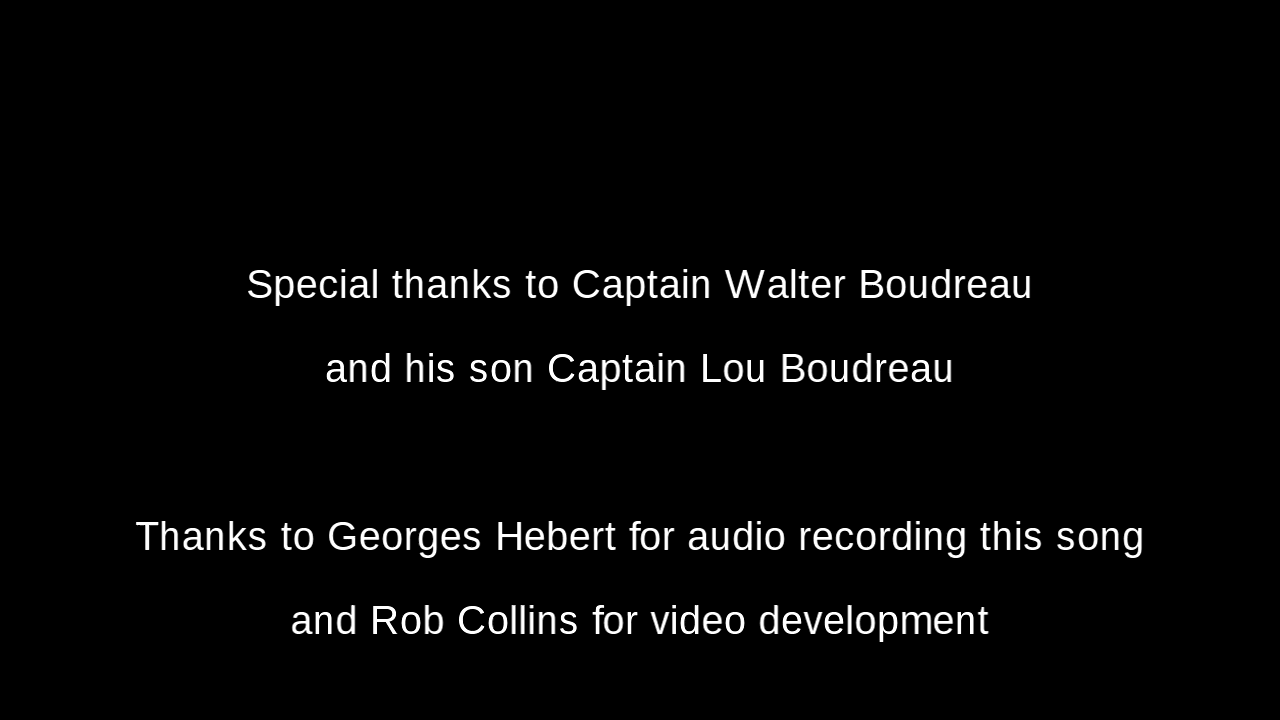 Special thanks to Captain Walter Boudreau
and his son Captain Lou Boudreau
Thanks to Georges Hebert for audio recording this song
and Rob Collins for video development